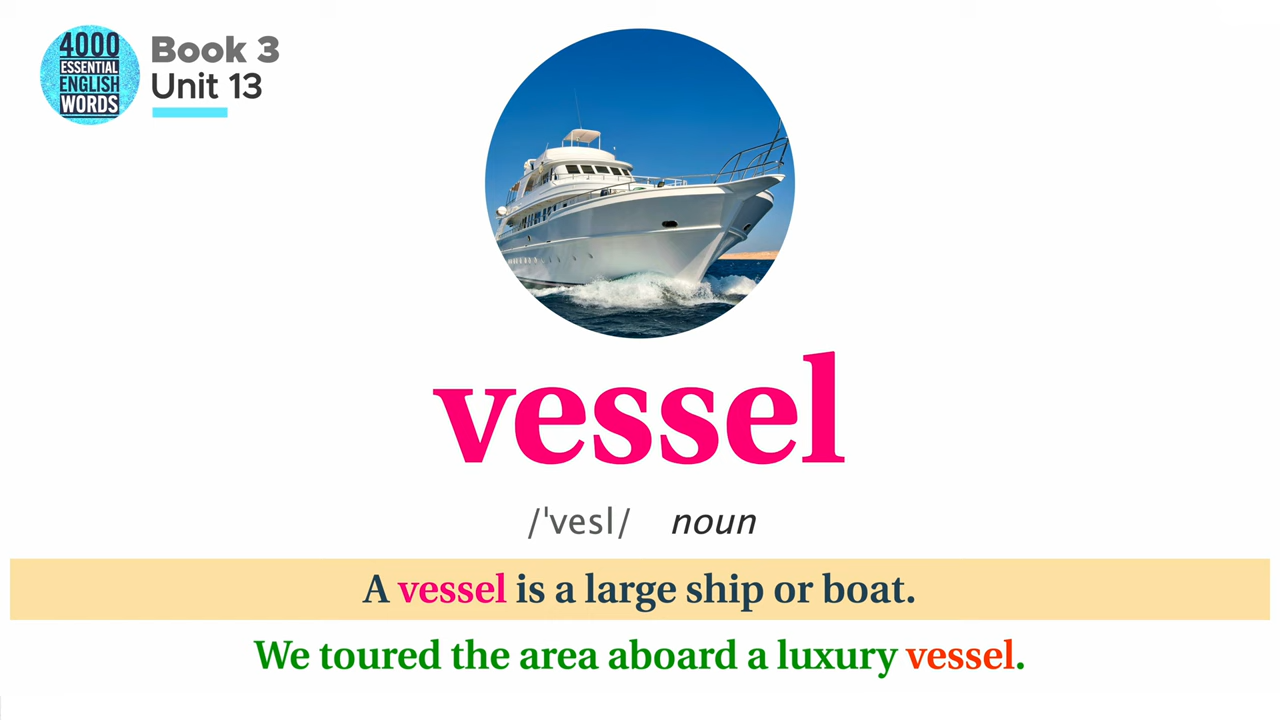 4000
ESSENTIAL
ENGLISH
WORDS
Book 3
Unit 13
vessel
/ˈvesl/ noun
A vessel is a large ship or boat.
We toured the area aboard a luxury vessel.